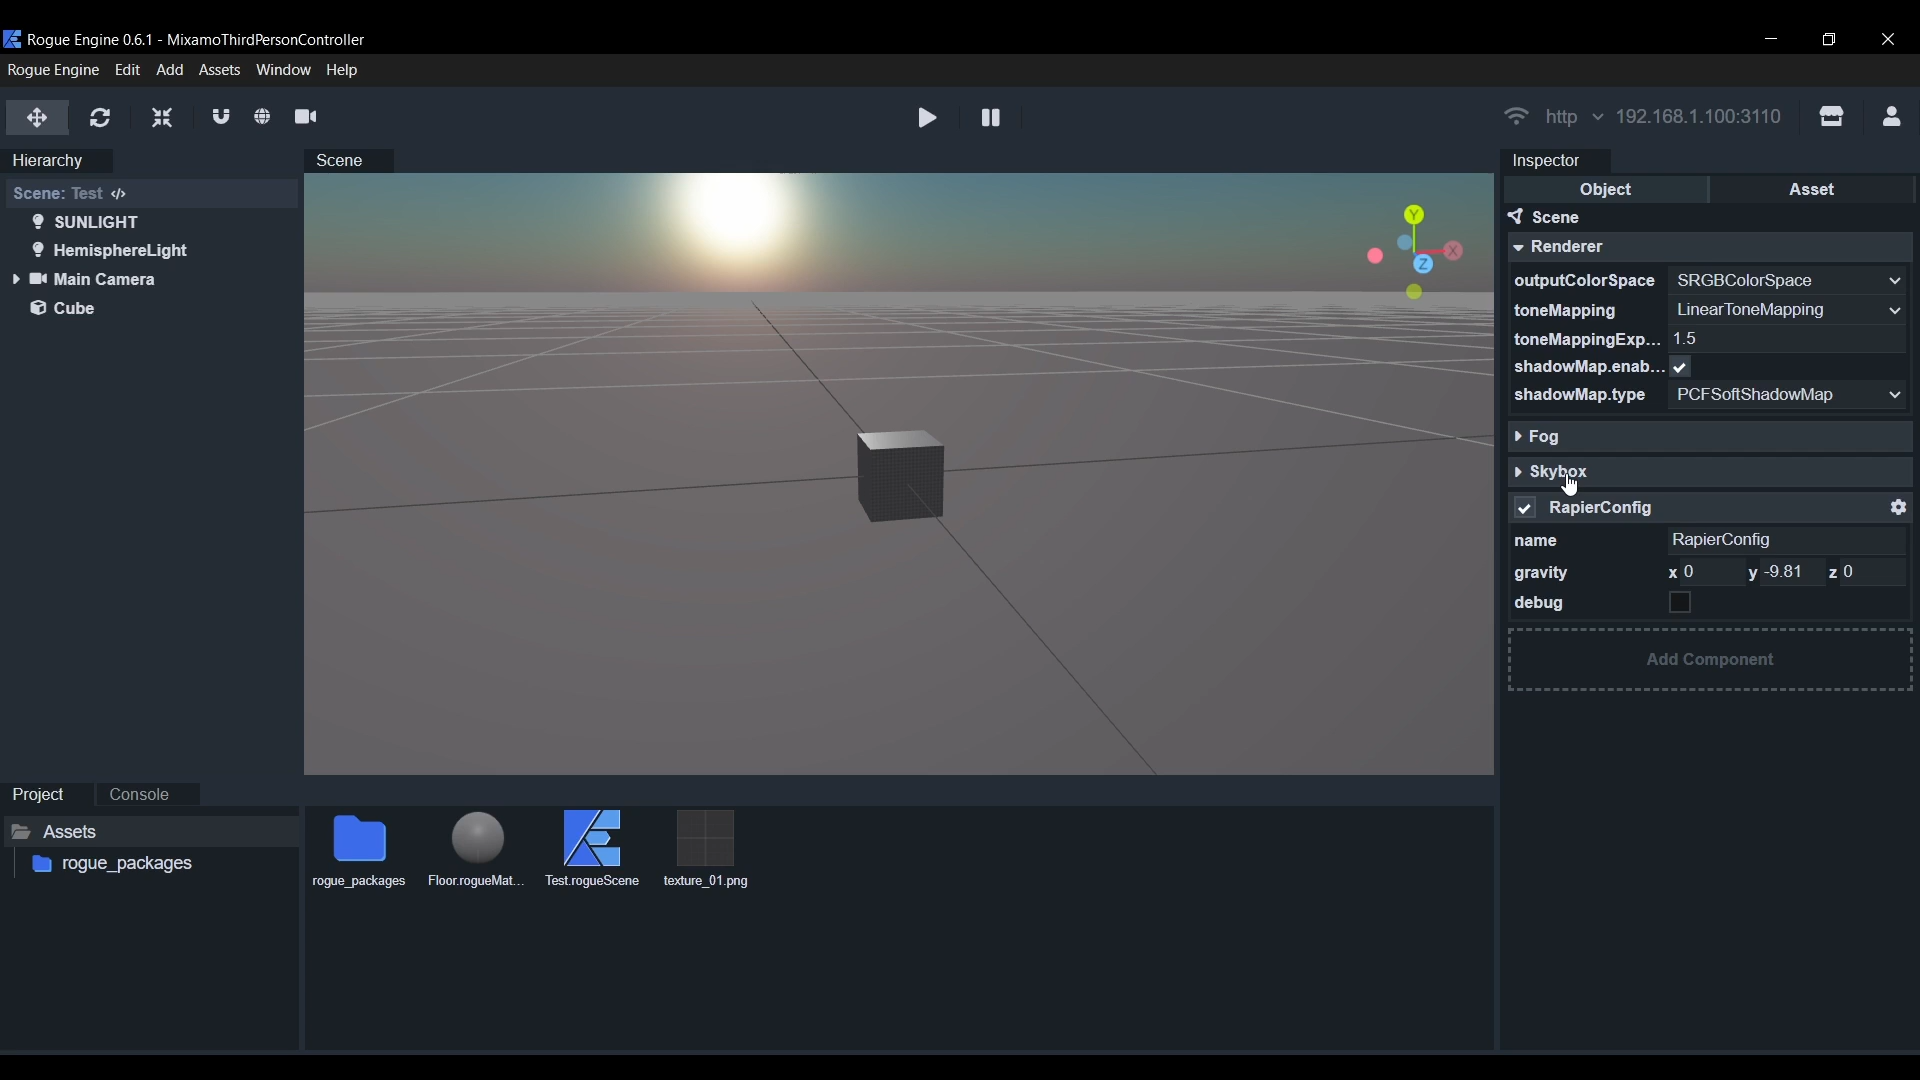 Rogue Engine 0.6.1 - MixamoThirdPersonController
Rogue Engine Edit Add Assets Window Help
http 192.168.1.100:3110
Hierarchy
Scene: Test </>
SUNLIGHT
HemisphereLight
Main Camera
Cube
Scene
Y
X
Z
Inspector
Object Asset
Scene
Renderer
outputColorSpace SRGBColorSpace
toneMapping LinearToneMapping
toneMappingExp... 1.5
shadowMap.enab...
shadowMap.type PCFSoftShadowMap
Fog
Skybox
RapierConfig
name RapierConfig
gravity x 0 y -9.81 z 0
debug
Add Component
Project Console
Assets
rogue_packages
rogue_packages Floor.rogueMat... Test.rogueScene texture_01.png